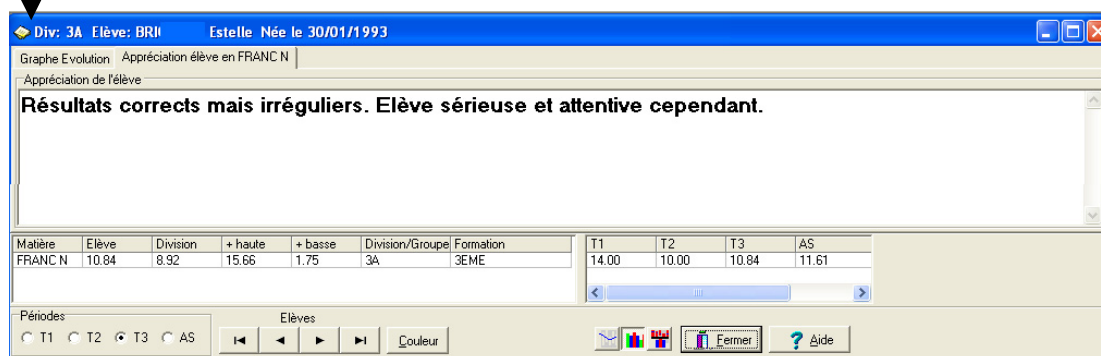 Div: 3A Elève: BRI Estelle Née le 30/01/1993
Graphe Evolution Appréciation élève en FRANC N
Appréciation de l'élève
Résultats corrects mais irréguliers. Elève sérieuse et attentive cependant.
Matière Elève Division + haute + basse Division/Groupe Formation T1 T2 T3 AS
FRANC N 10.84 8.92 15.66 1.75 3A 3EME 14.00 10.00 10.84 11.61
Périodes Elèves
T1 T2 T3 AS Couleur Fermer ? Aide